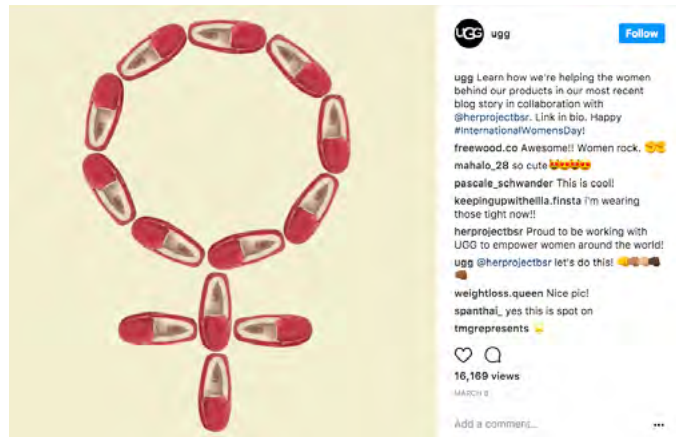 UGG
ugg
Follow
ugg Learn how we're helping the women
behind our products in our most recent
blog story in collaboration with
@herprojectbsr. Link in bio. Happy
#InternationalWomensDay!
freewood.co Awesome!! Women rock.
mahalo_28 so cute
pascale_schwander This is cool!
keepingupwithellla.finsta i'm wearing
those tight now!!
herprojectbsr Proud to be working with
UGG to empower women around the world!
ugg @herprojectbsr let's do this!
weightloss.queen Nice pic!
spanthai_ yes this is spot on
tmgrepresents
16,169 views
MARCH 8
Add a comment...